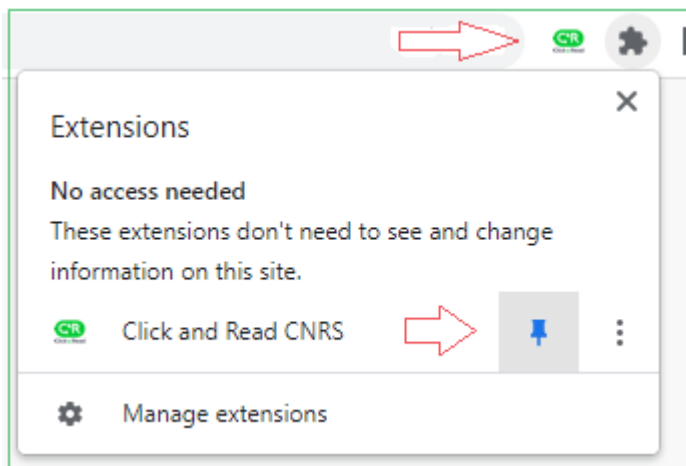 C&R
Extensions
No access needed
These extensions don't need to see and change
information on this site.
C&R Click and Read CNRS
Manage extensions